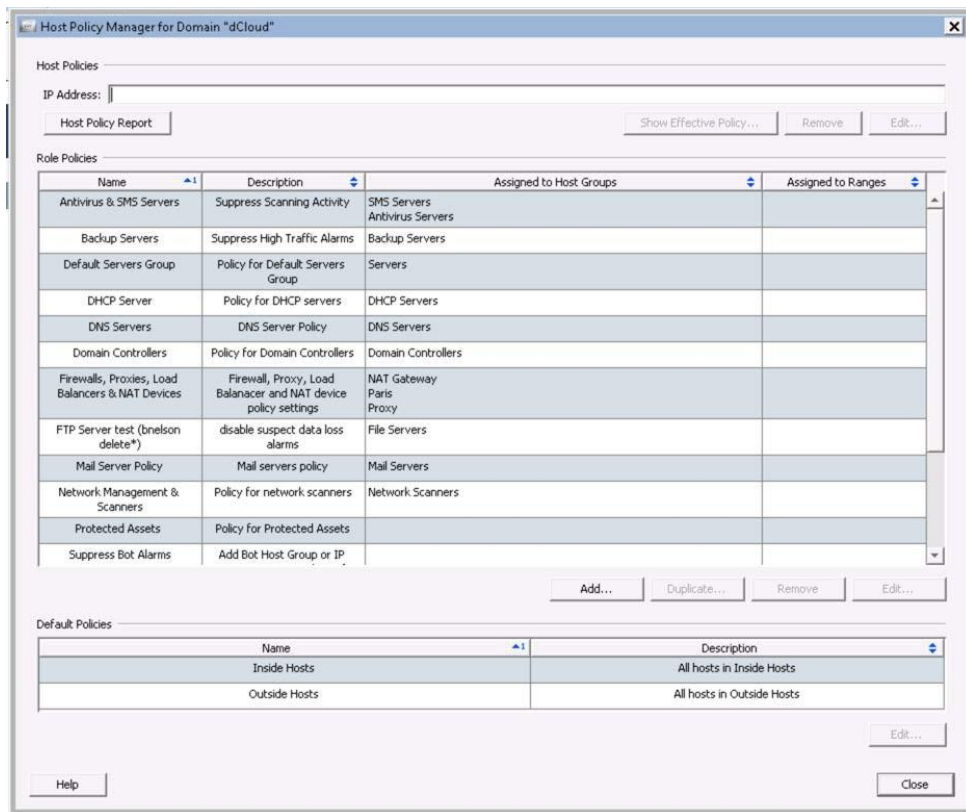 Host Policy Manager for Domain "dCloud"
Host Policies
IP Address:
Host Policy Report
Show Effective Policy...
Remove
Edit...
Role Policies
Name 1 Description Assigned to Host Groups Assigned to Ranges
Antivirus & SMS Servers Suppress Scanning Activity SMS Servers
Antivirus Servers
Backup Servers Suppress High Traffic Alarms Backup Servers
Default Servers Group Policy for Default Servers Servers
Group
DHCP Server Policy for DHCP servers DHCP Servers
DNS Servers DNS Server Policy DNS Servers
Domain Controllers Policy for Domain Controllers Domain Controllers
Firewalls, Proxies, Load Firewall, Proxy, Load NAT Gateway
Balancers & NAT Devices Balanacer and NAT device Paris
policy settings Proxy
FTP Server test (bnelson disable suspect data loss File Servers
delete*) alarms
Mail Server Policy Mail servers policy Mail Servers
Network Management & Policy for network scanners Network Scanners
Scanners
Protected Assets Policy for Protected Assets
Suppress Bot Alarms Add Bot Host Group or IP
Add...
Duplicate...
Remove
Edit...
Default Policies
Name 1 Description
Inside Hosts All hosts in Inside Hosts
Outside Hosts All hosts in Outside Hosts
Edit...
Help
Close